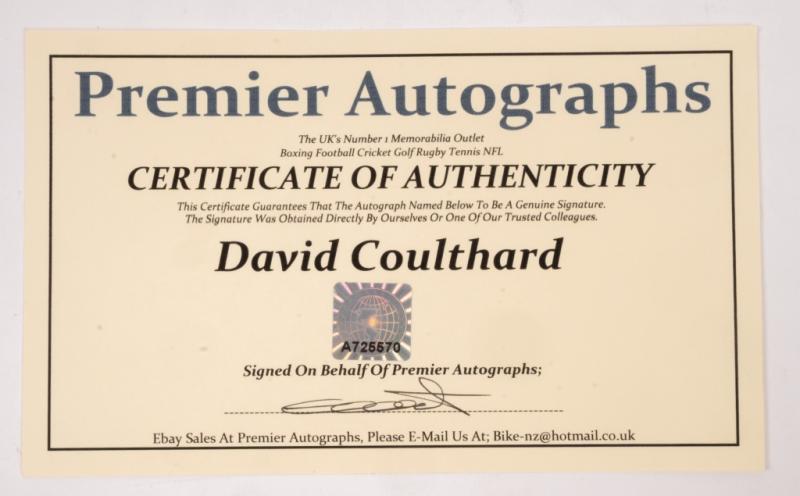 Premier Autographs
The UK's Number 1 Memorabilia Outlet
Boxing Football Cricket Golf Rugby Tennis NFL
CERTIFICATE OF AUTHENTICITY
This Certificate Guarantees That The Autograph Named Below To Be A Genuine Signature.
The Signature Was Obtained Directly By Ourselves Or One Of Our Trusted Colleagues.
David Coulthard
A725570
Signed On Behalf Of Premier Autographs;
Ebay Sales At Premier Autographs, Please E-Mail Us At; Bike-nz@hotmail.co.uk